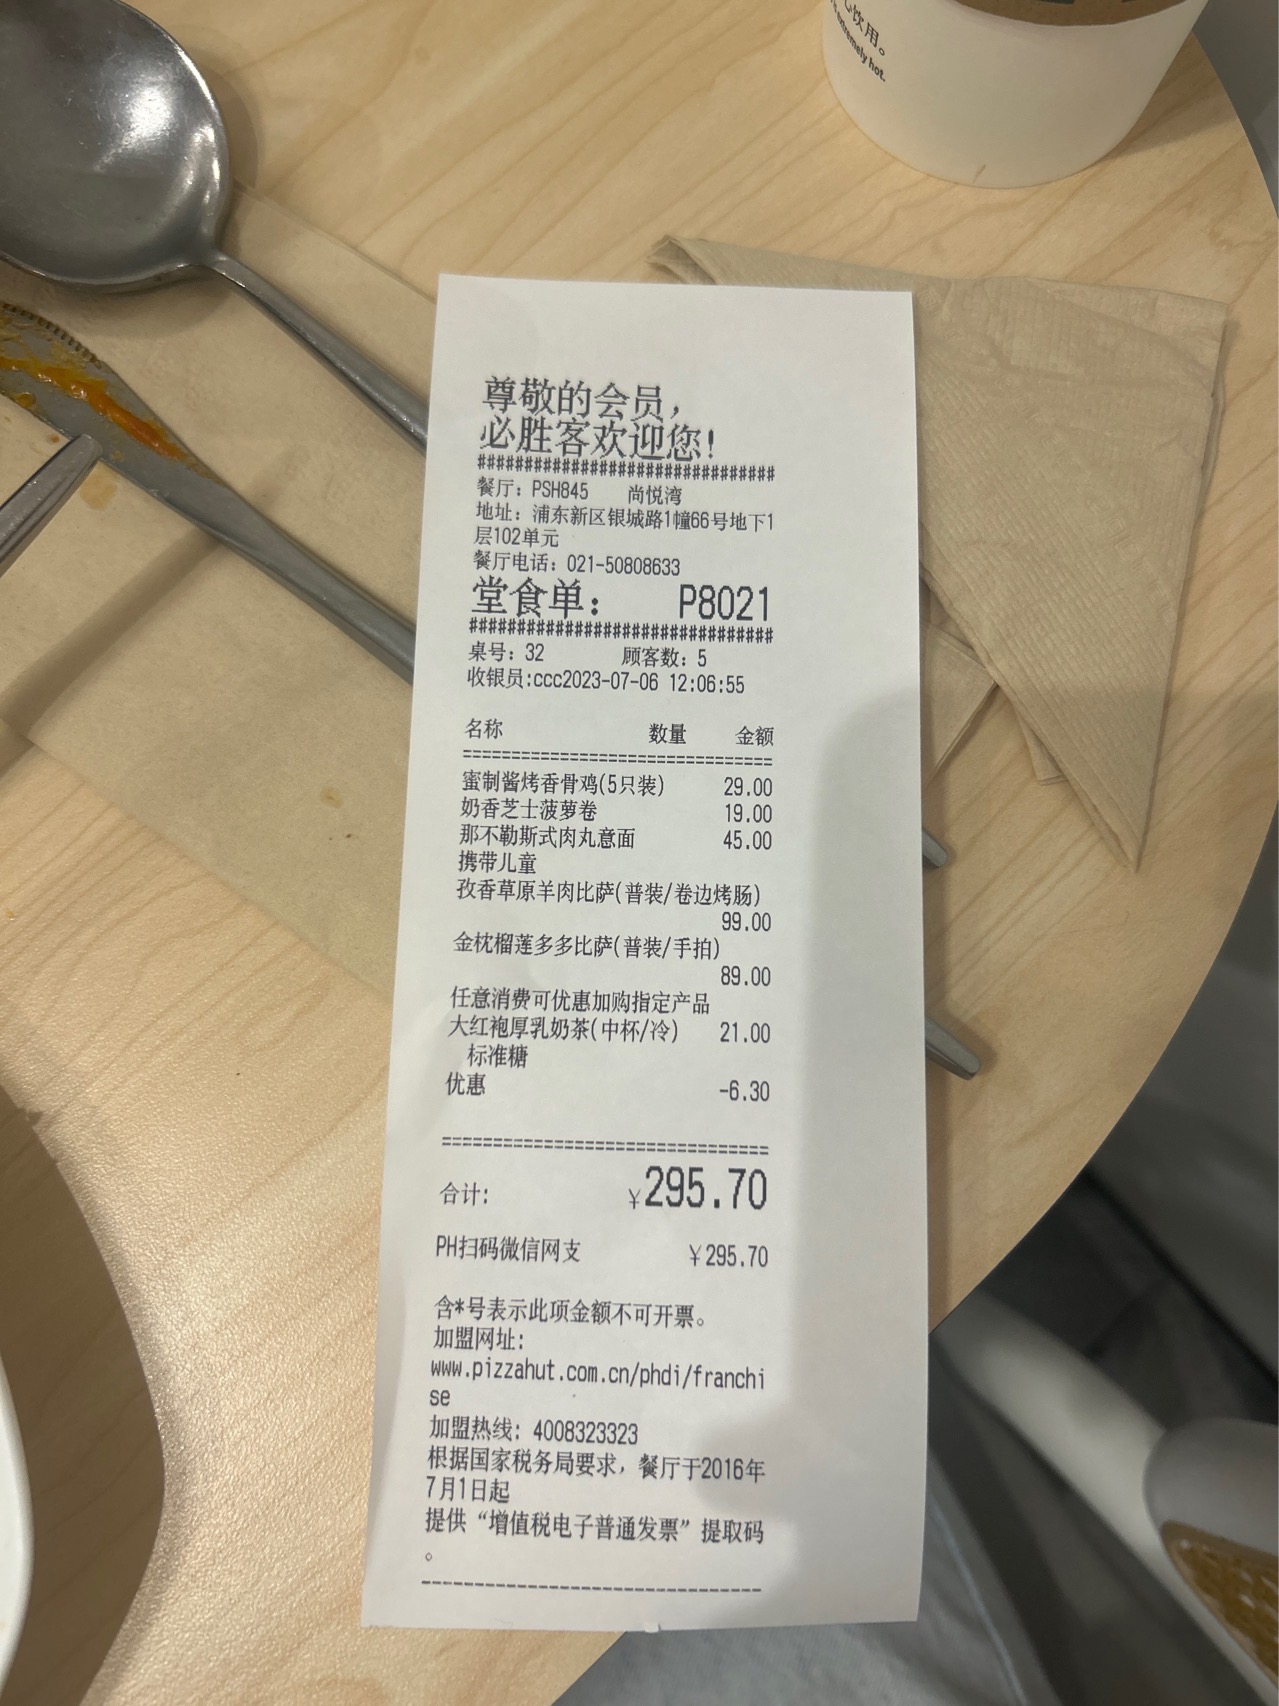 心饮用。
extremely hot.
尊敬的会员，
必胜客欢迎您!
################################
餐厅: PSH845 尚悦湾
地址: 浦东新区银城路1幢66号地下1
层102单元
餐厅电话: 021-50808633
堂食单: P8021
################################
桌号: 32 顾客数: 5
收银员:ccc2023-07-06 12:06:55
名称 数量 金额
================================
蜜制酱烤香骨鸡(5只装) 29.00
奶香芝士菠萝卷 19.00
那不勒斯式肉丸意面 45.00
携带儿童
孜香草原羊肉比萨(普装/卷边烤肠)
99.00
金枕榴莲多多比萨(普装/手拍)
89.00
任意消费可优惠加购指定产品
大红袍厚乳奶茶(中杯/冷) 21.00
标准糖
优惠 -6.30
================================
合计: ￥295.70
PH扫码微信网支 ￥295.70
含*号表示此项金额不可开票。
加盟网址:
www.pizzahut.com.cn/phdi/franchi
se
加盟热线: 4008323323
根据国家税务局要求，餐厅于2016年
7月1日起
提供“增值税电子普通发票”提取码
。
--------------------------------